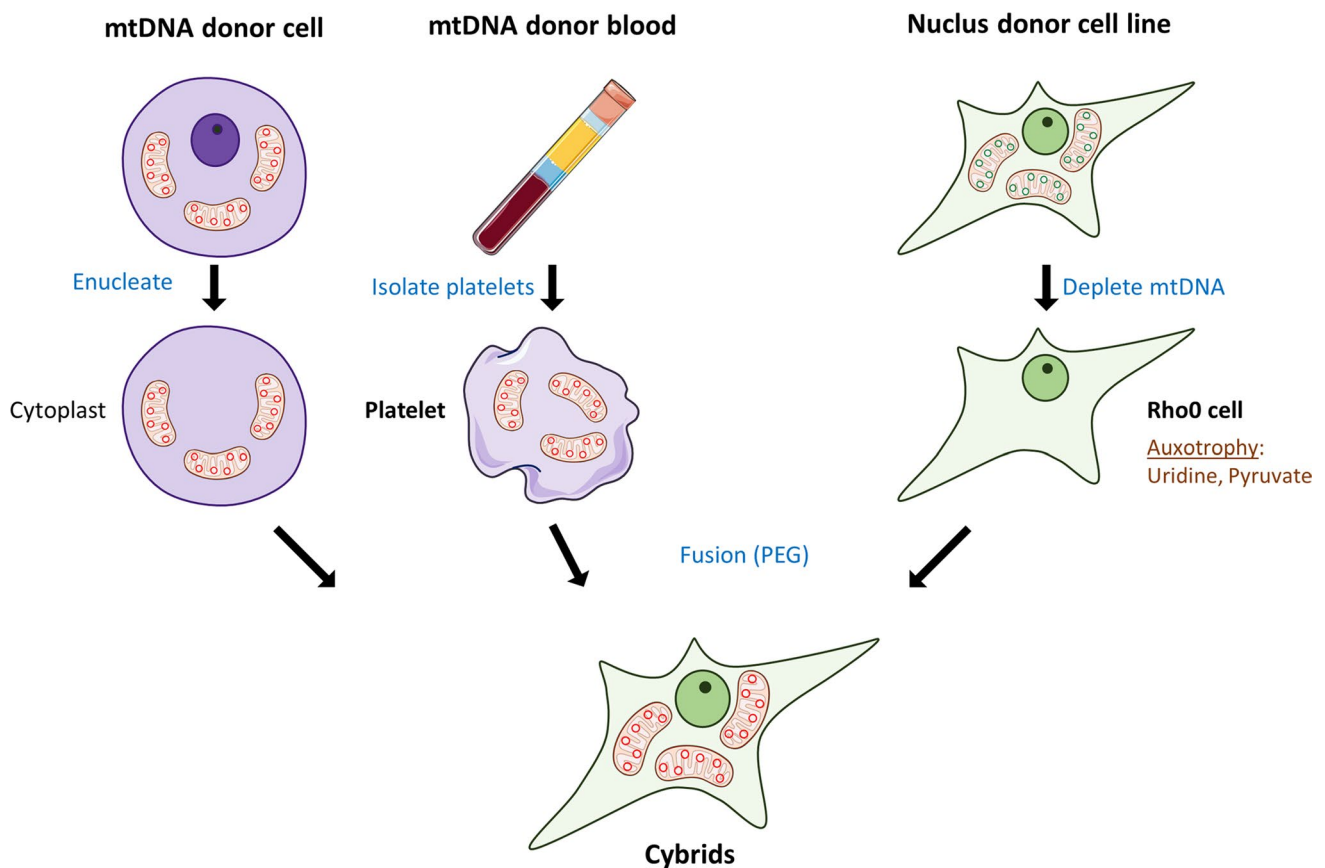 mtDNA donor cell
mtDNA donor blood
Nuclus donor cell line
Enucleate
Isolate platelets
Deplete mtDNA
Cytoplast
Platelet
Rho0 cell
Auxotrophy:
Uridine, Pyruvate
Fusion (PEG)
Cybrids